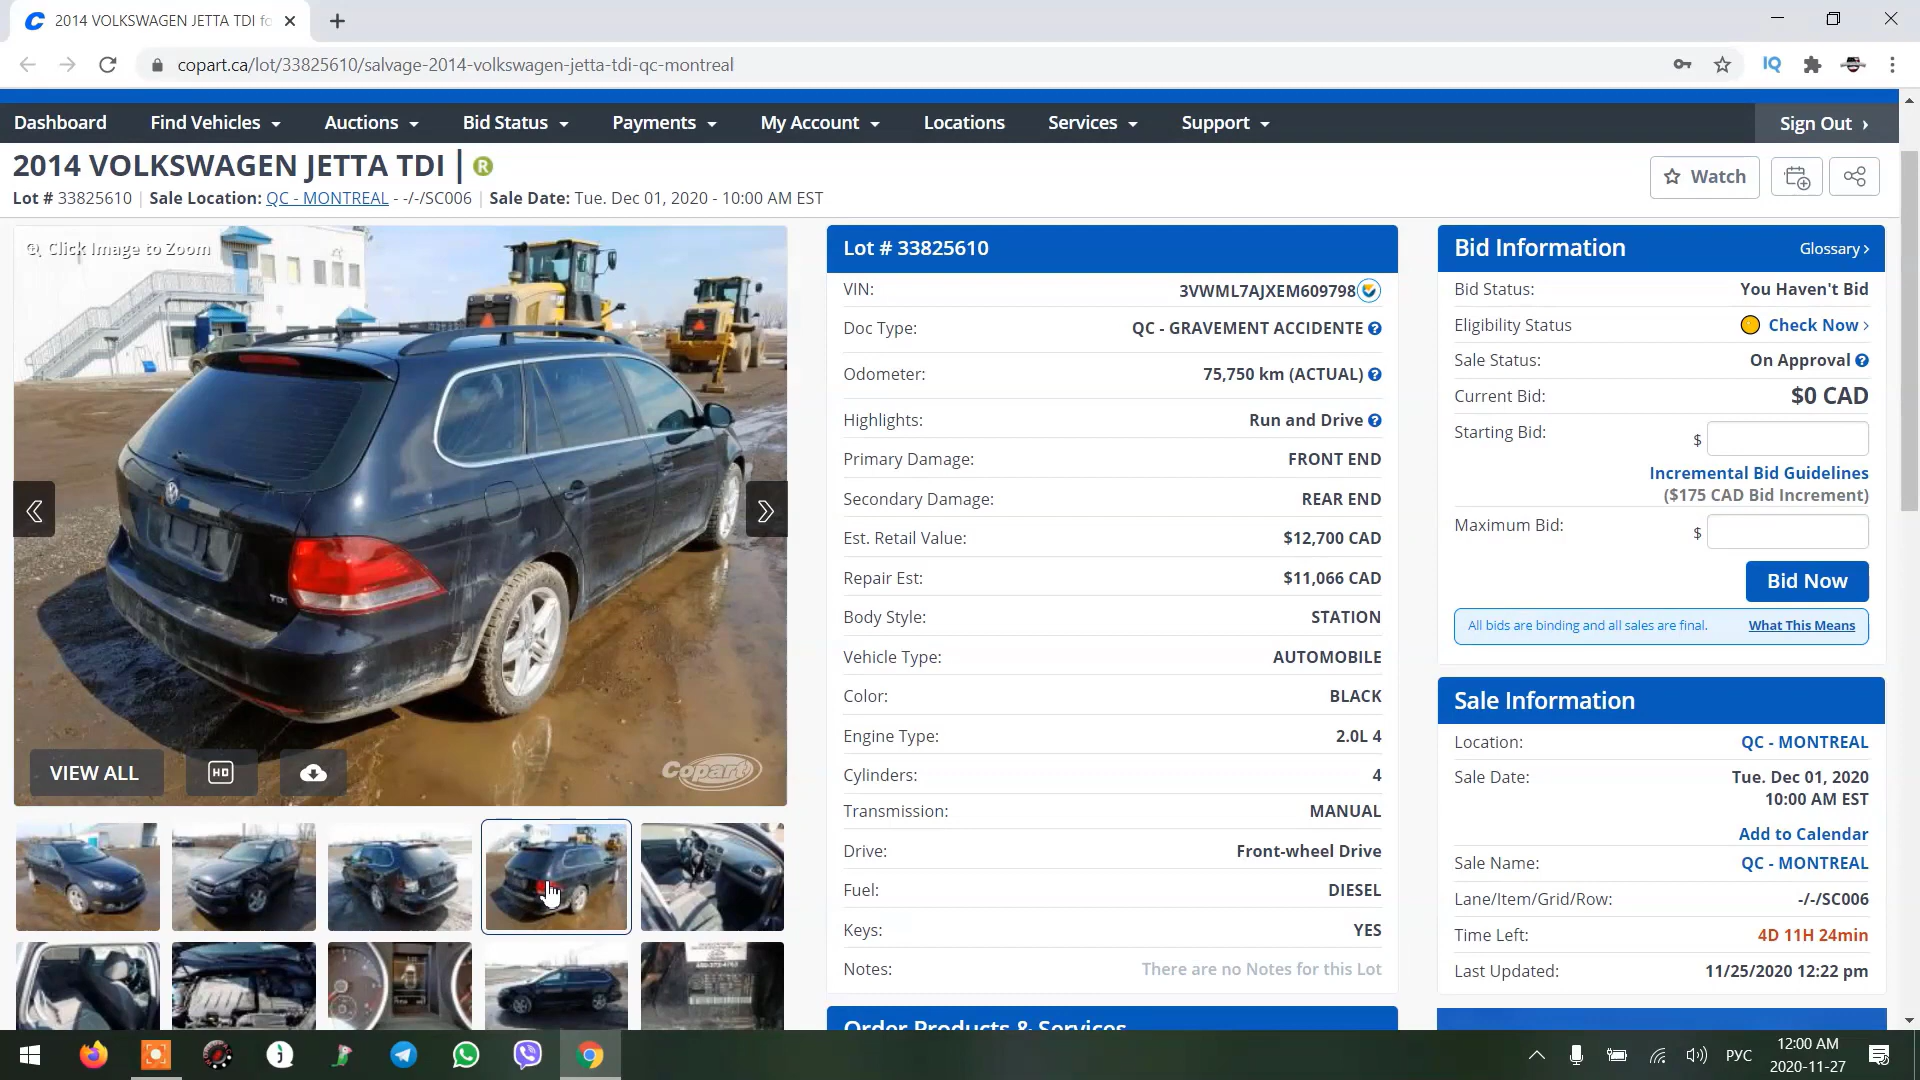 2014 VOLKSWAGEN JETTA TDI fo
copart.ca/lot/33825610/salvage-2014-volkswagen-jetta-tdi-qc-montreal
IQ
Dashboard Find Vehicles Auctions Bid Status Payments My Account Locations Services Support Sign Out ›
2014 VOLKSWAGEN JETTA TDI | R
Lot # 33825610 | Sale Location: QC - MONTREAL - -/-/SC006 | Sale Date: Tue. Dec 01, 2020 - 10:00 AM EST
Watch
Click Image to Zoom
TDI
VIEW ALL
HD
Copart
Lot # 33825610
VIN: 3VWML7AJXEM609798
Doc Type: QC - GRAVEMENT ACCIDENTE ?
Odometer: 75,750 km (ACTUAL) ?
Highlights: Run and Drive ?
Primary Damage: FRONT END
Secondary Damage: REAR END
Est. Retail Value: $12,700 CAD
Repair Est: $11,066 CAD
Body Style: STATION
Vehicle Type: AUTOMOBILE
Color: BLACK
Engine Type: 2.0L 4
Cylinders: 4
Transmission: MANUAL
Drive: Front-wheel Drive
Fuel: DIESEL
Keys: YES
Notes: There are no Notes for this Lot
Order Products & Services
Bid Information Glossary ›
Bid Status: You Haven't Bid
Eligibility Status Check Now ›
Sale Status: On Approval ?
Current Bid: $0 CAD
Starting Bid: $
Incremental Bid Guidelines
($175 CAD Bid Increment)
Maximum Bid: $
Bid Now
All bids are binding and all sales are final. What This Means
Sale Information
Location: QC - MONTREAL
Sale Date: Tue. Dec 01, 2020
10:00 AM EST
Add to Calendar
Sale Name: QC - MONTREAL
Lane/Item/Grid/Row: -/-/SC006
Time Left: 4D 11H 24min
Last Updated: 11/25/2020 12:22 pm
РУС
12:00 AM
2020-11-27